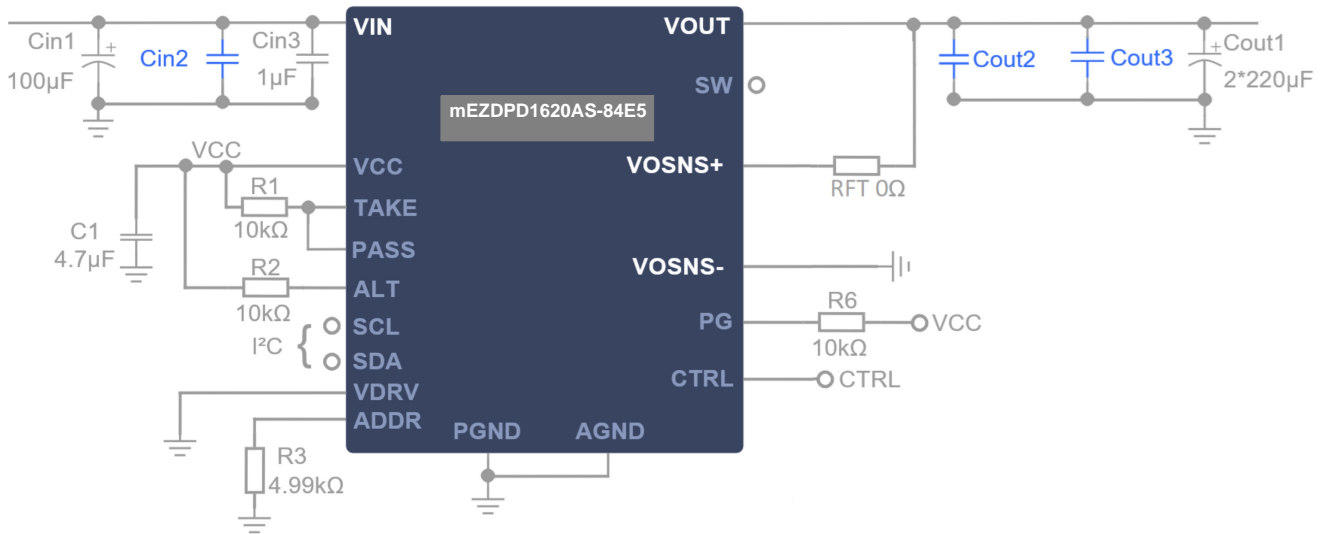 VIN
VOUT
Cin1
100µF
Cin2
Cin3
1µF
Cout2
Cout3
Cout1
2*220µF
SW
mEZDPD1620AS-84E5
VCC
VCC
VOSNS+
RFT 0Ω
R1
10kΩ
TAKE
PASS
C1
4.7µF
R2
10kΩ
ALT
VOSNS-
I²C
SCL
SDA
PG
R6
10kΩ
VCC
VDRV
CTRL
CTRL
ADDR
PGND
AGND
R3
4.99kΩ